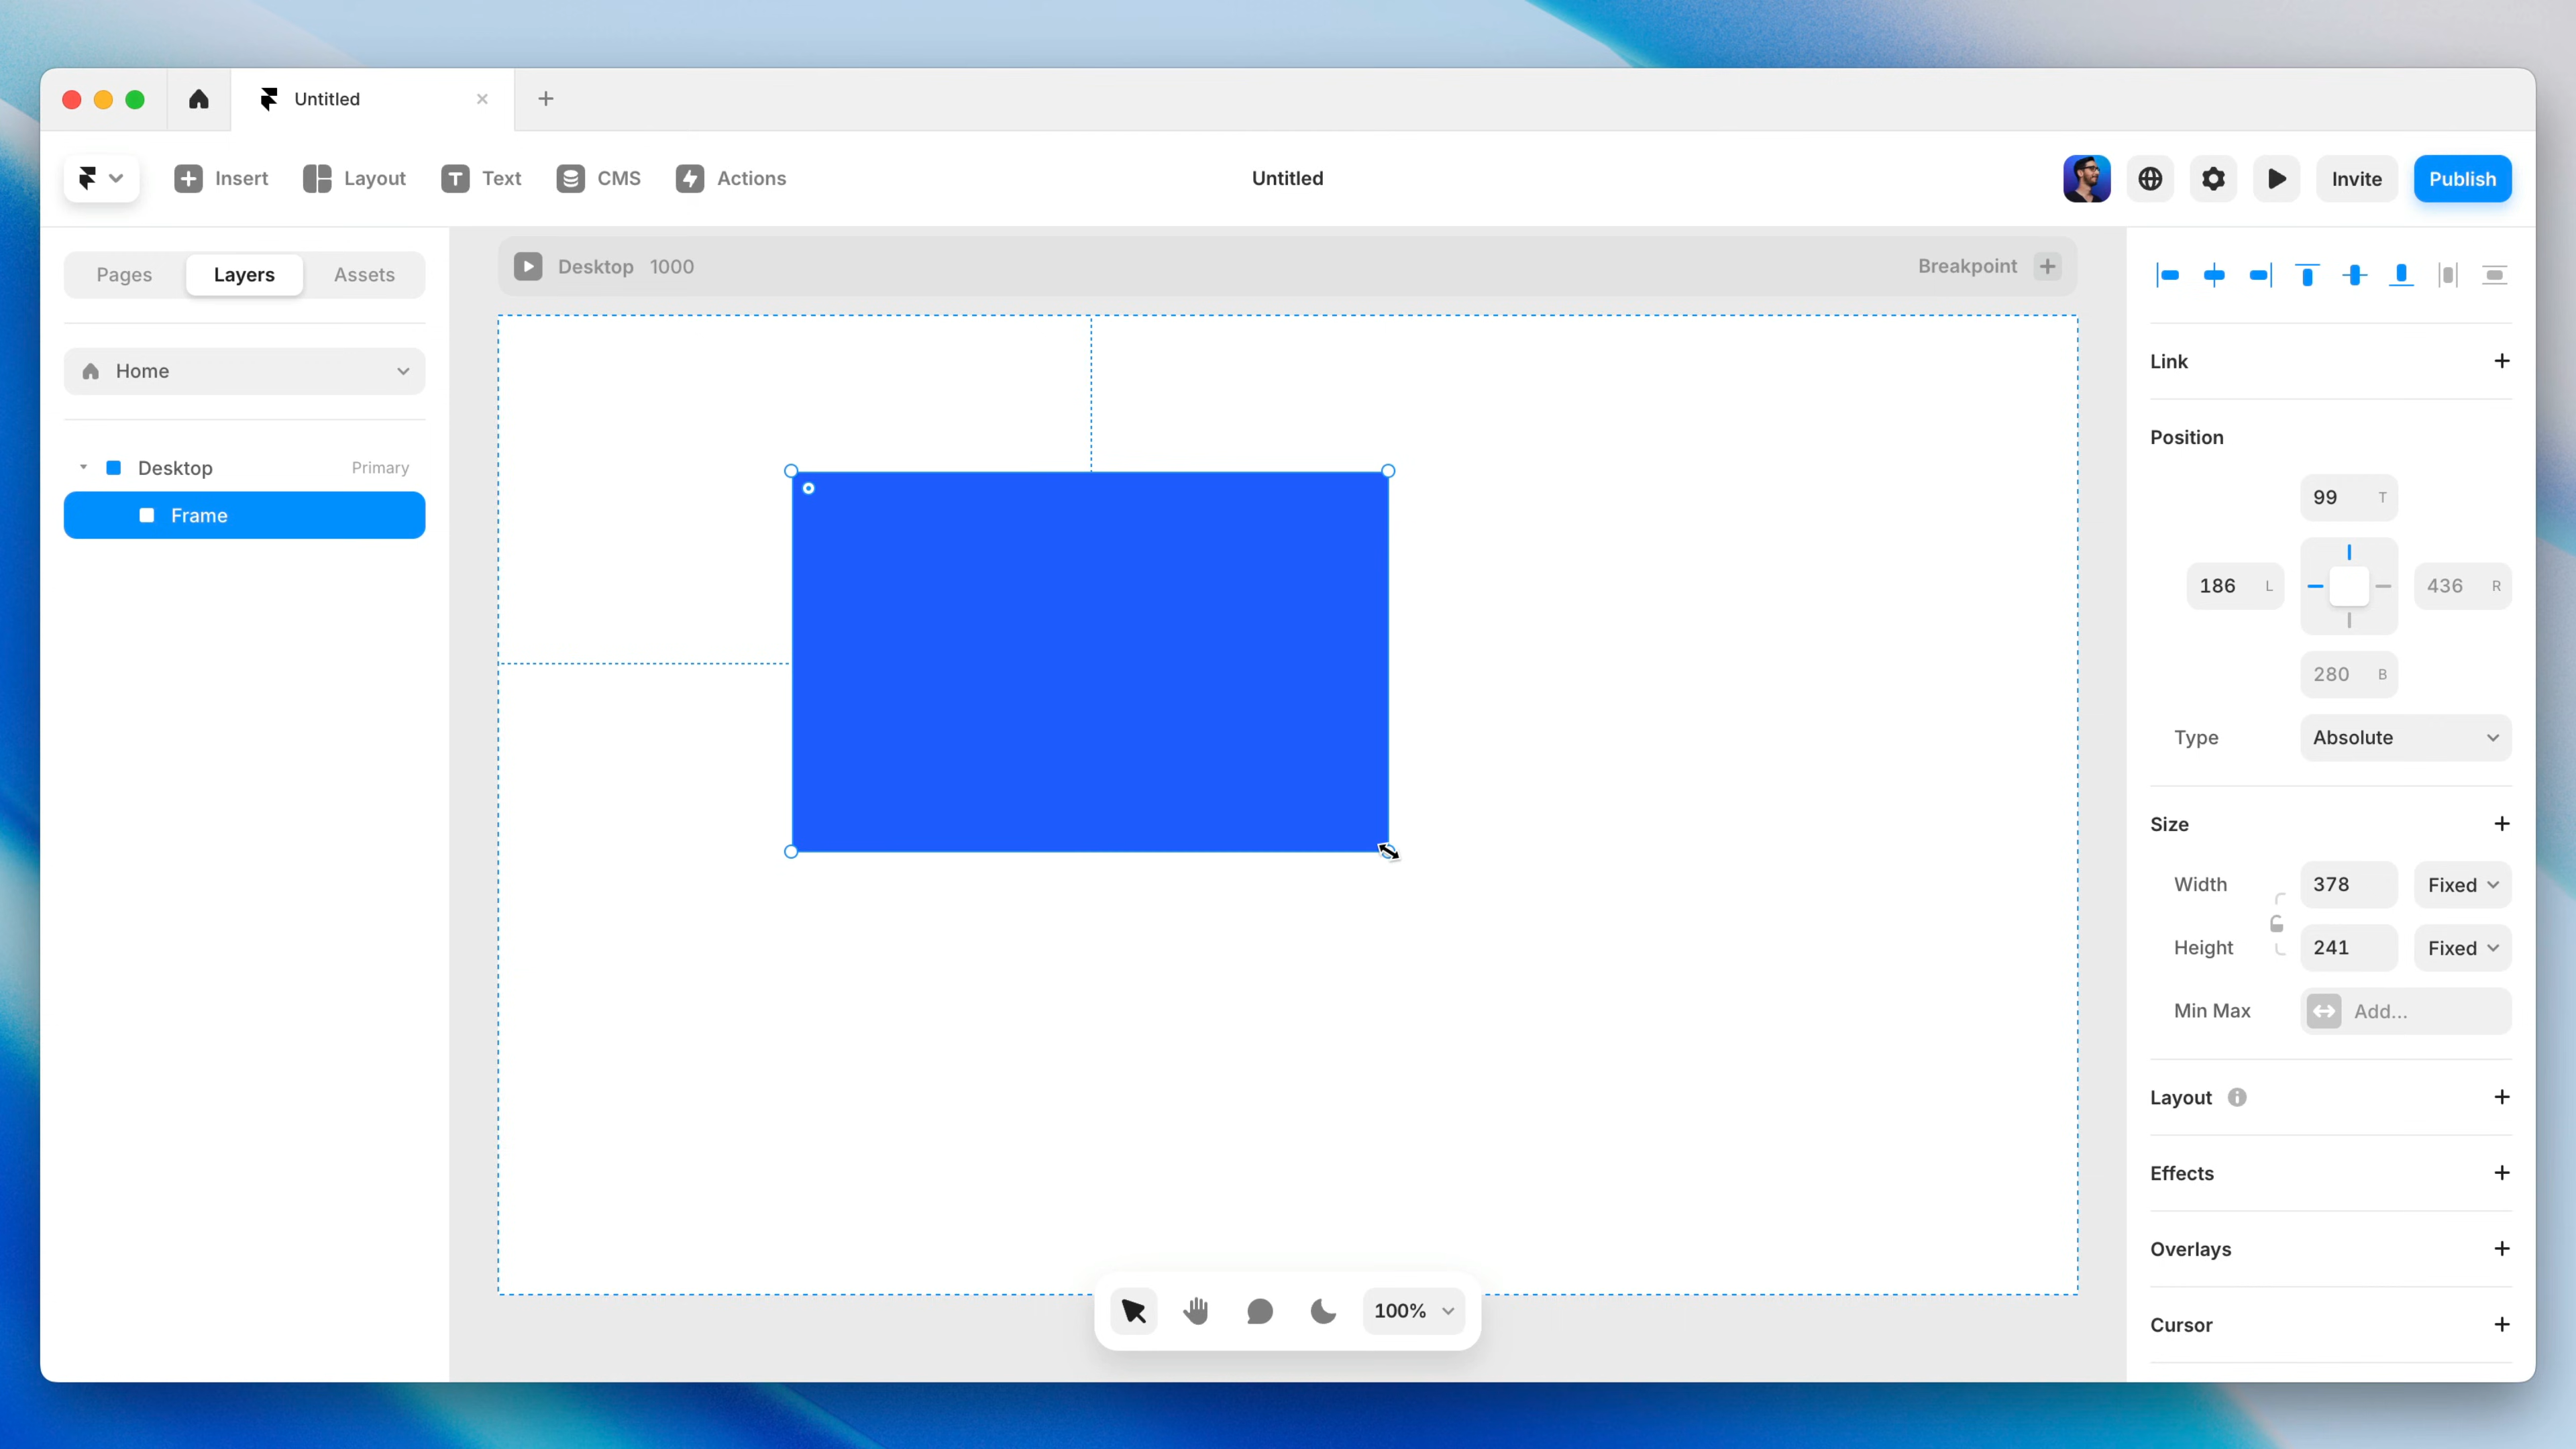 Untitled
Insert
Layout
Text
CMS
Actions
Untitled
Invite
Publish
Pages
Layers
Assets
Home
Desktop
Primary
Frame
Desktop 1000
Breakpoint
Link
Position
99 T
186 L
436 R
280 B
Type
Absolute
Size
Width
378
Fixed
Height
241
Fixed
Min Max
Add...
Layout
Effects
Overlays
Cursor
100%